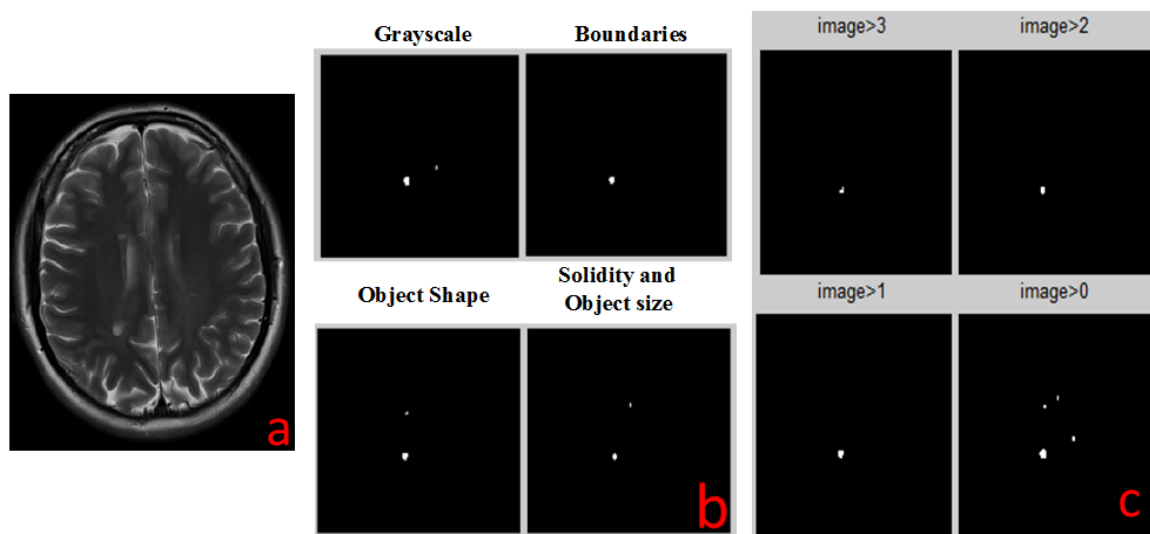 Grayscale
Boundaries
image>3
image>2
a
Object Shape
Solidity and
Object size
image>1
image>0
b
c